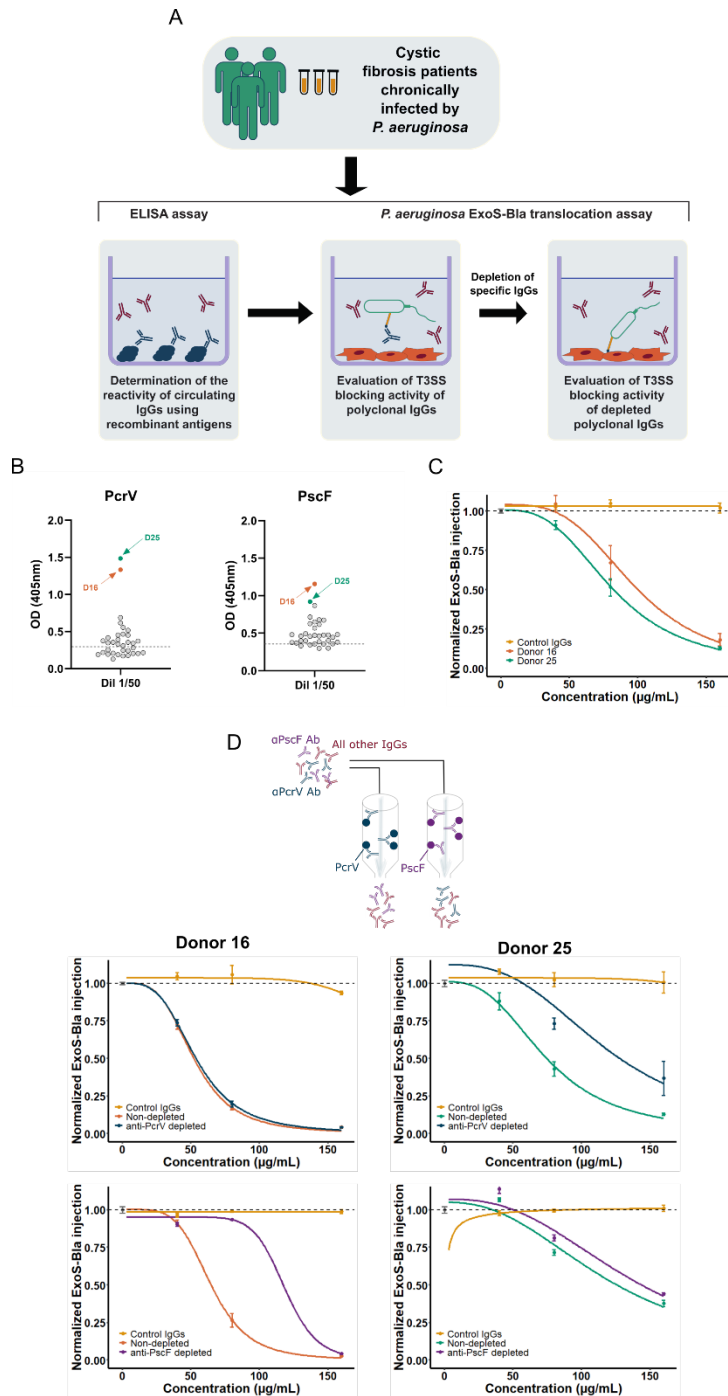 A
Cystic
fibrosis patients
chronically
infected by
P. aeruginosa
ELISA assay
P. aeruginosa ExoS-Bla translocation assay
Depletion of
specific IgGs
Determination of the
reactivity of circulating
IgGs using
recombinant antigens
Evaluation of T3SS
blocking activity of
polyclonal IgGs
Evaluation of T3SS
blocking activity
of depleted
polyclonal IgGs
B
PcrV
OD (405nm)
2.0
1.5
1.0
0.5
0.0
D25
D16
Dil 1/50
PscF
OD (405nm)
2.0
1.5
1.0
0.5
0.0
D16
D25
Dil 1/50
C
Normalized ExoS-Bla injection
1.00
0.75
0.50
0.25
0.00
Control IgGs
Donor 16
Donor 25
0 50 100 150
Concentration (µg/mL)
D
αPscF Ab
All other IgGs
αPcrV Ab
PcrV
PscF
Donor 16
Normalized ExoS-Bla injection
1.00
0.75
0.50
0.25
0.00
Control IgGs
Non-depleted
anti-PcrV depleted
0 50 100 150
Concentration (µg/mL)
Donor 25
Normalized ExoS-Bla injection
1.00
0.75
0.50
0.25
0.00
Control IgGs
Non-depleted
anti-PcrV depleted
0 50 100 150
Concentration (µg/mL)
Normalized ExoS-Bla injection
1.00
0.75
0.50
0.25
0.00
Control IgGs
Non-depleted
anti-PscF depleted
0 50 100 150
Concentration (µg/mL)
Normalized ExoS-Bla injection
1.00
0.75
0.50
0.25
0.00
Control IgGs
Non-depleted
anti-PscF depleted
0 50 100 150
Concentration (µg/mL)